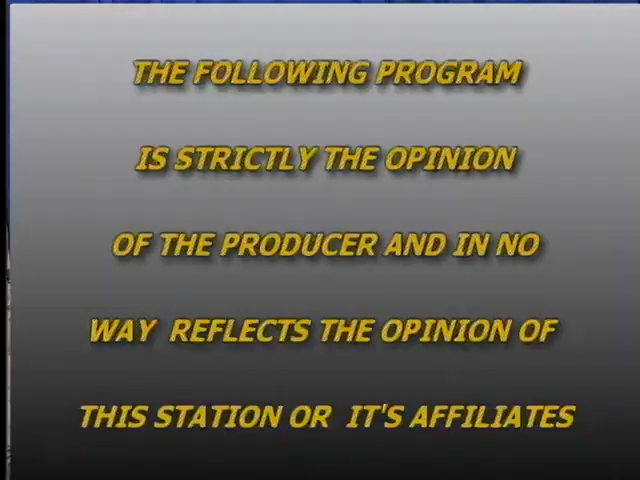 THE FOLLOWING PROGRAM
IS STRICTLY THE OPINION
OF THE PRODUCER AND IN NO
WAY REFLECTS THE OPINION OF
THIS STATION OR IT'S AFFILIATES